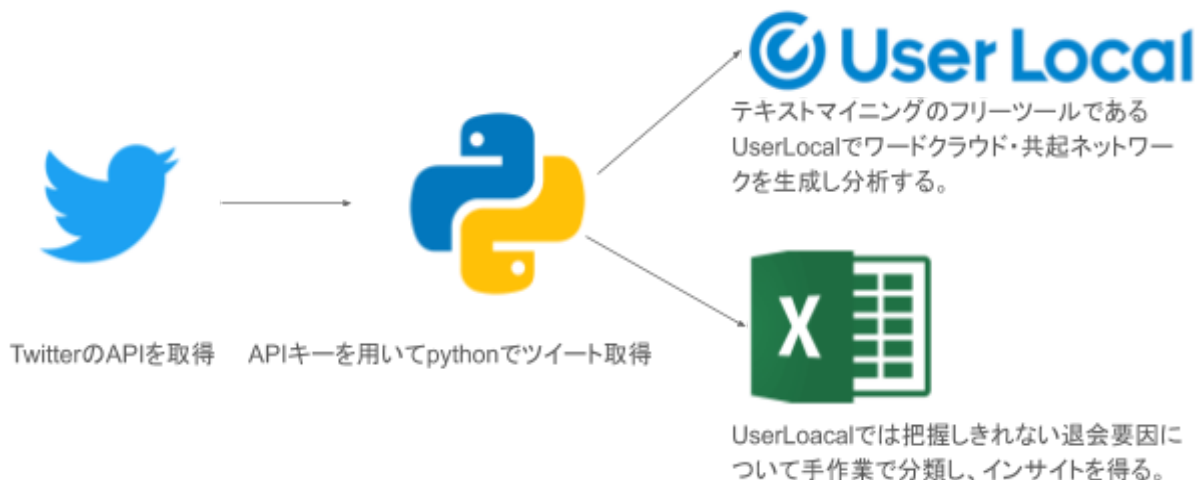 User Local
テキストマイニングのフリーツールである
UserLocalでワードクラウド・共起ネットワー
クを生成し分析する。
TwitterのAPIを取得
APIキーを用いてpythonでツイート取得
X
UserLoacalでは把握しきれない退会要因に
ついて手作業で分類し、インサイトを得る。